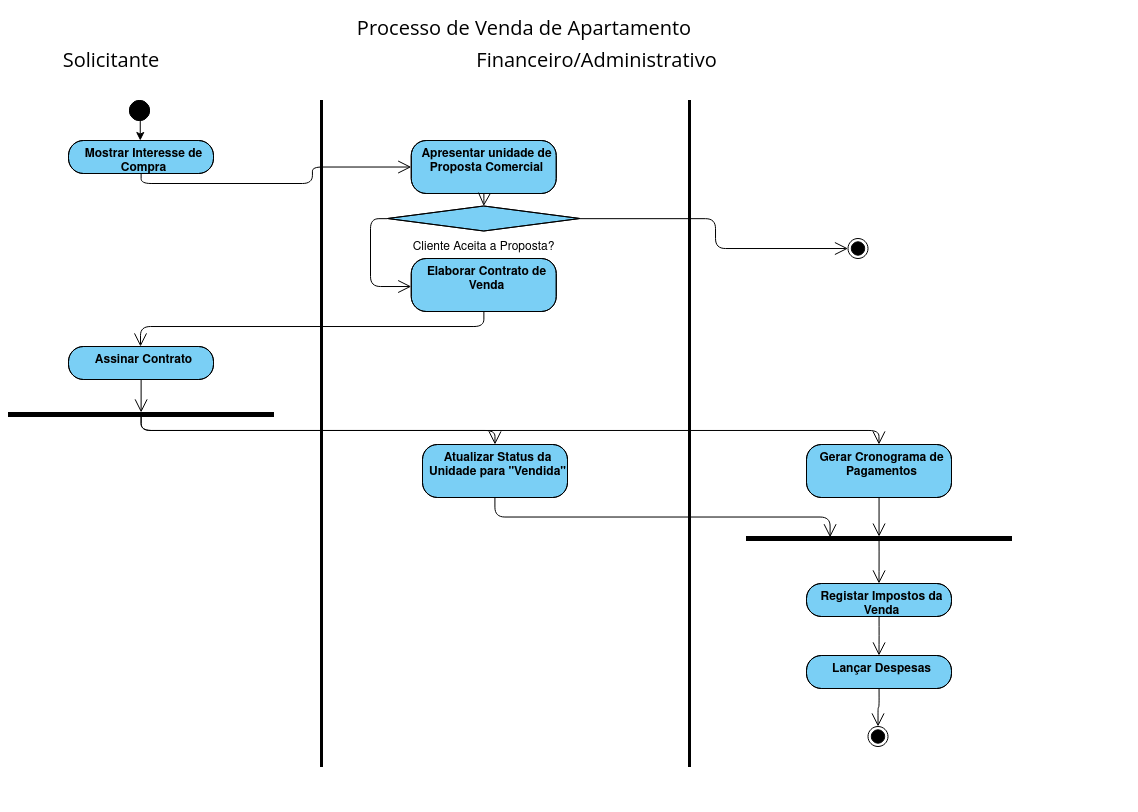 Processo de Venda de Apartamento
Solicitante
Financeiro/Administrativo
Mostrar Interesse de
Compra
Apresentar unidade de
Proposta Comercial
Cliente Aceita a Proposta?
Elaborar Contrato de
Venda
Assinar Contrato
Atualizar Status da
Unidade para "Vendida"
Gerar Cronograma de
Pagamentos
Registar Impostos da
Venda
Lançar Despesas